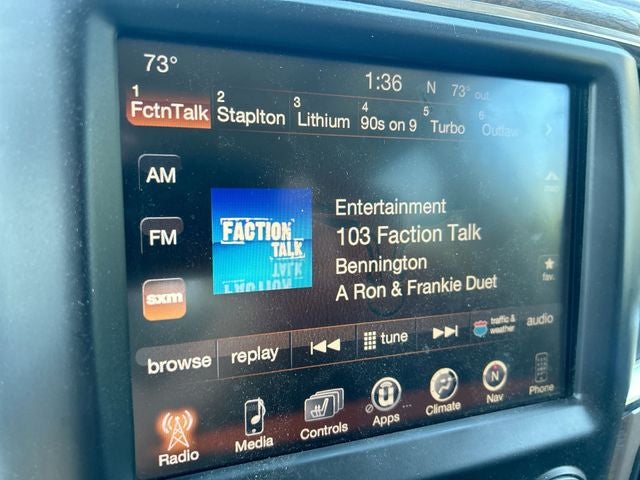 73°
1:36 N 73° out
1 FctnTalk 2 Staplton 3 Lithium 4 90s on 9 5 Turbo 6 Outlaw
AM
FM
sxm
FACTION
TALK
Entertainment
103 Faction Talk
Bennington
A Ron & Frankie Duet
map
fav.
browse replay tune traffic & weather audio
Radio Media Controls Apps Climate N Nav Phone